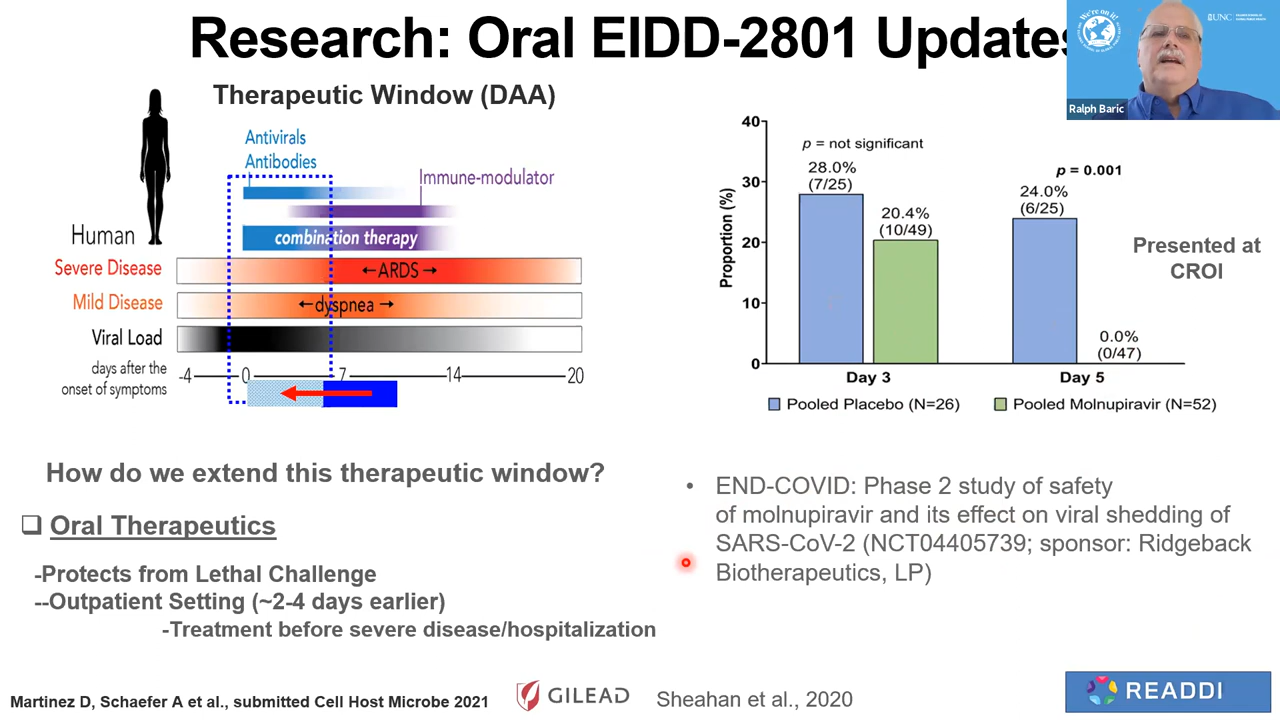 Research: Oral EIDD-2801 Updates
We're on it!
UNC
Ralph Baric
Therapeutic Window (DAA)
Antivirals
Antibodies
Immune-modulator
Human
combination therapy
Severe Disease
←ARDS→
Mild Disease
←dyspnea→
Viral Load
days after the
onset of symptoms
-4 0 7 14 20
Proportion (%)
40
30
20
10
0
p = not significant
28.0%
(7/25)
20.4%
(10/49)
p = 0.001
24.0%
(6/25)
0.0%
(0/47)
Day 3 Day 5
Pooled Placebo (N=26) Pooled Molnupiravir (N=52)
Presented at
CROI
How do we extend this therapeutic window?
❑ Oral Therapeutics
-Protects from Lethal Challenge
--Outpatient Setting (~2-4 days earlier)
-Treatment before severe disease/hospitalization
• END-COVID: Phase 2 study of safety
of molnupiravir and its effect on viral shedding of
SARS-CoV-2 (NCT04405739; sponsor: Ridgeback
Biotherapeutics, LP)
Martinez D, Schaefer A et al., submitted Cell Host Microbe 2021
GILEAD
Sheahan et al., 2020
READDI